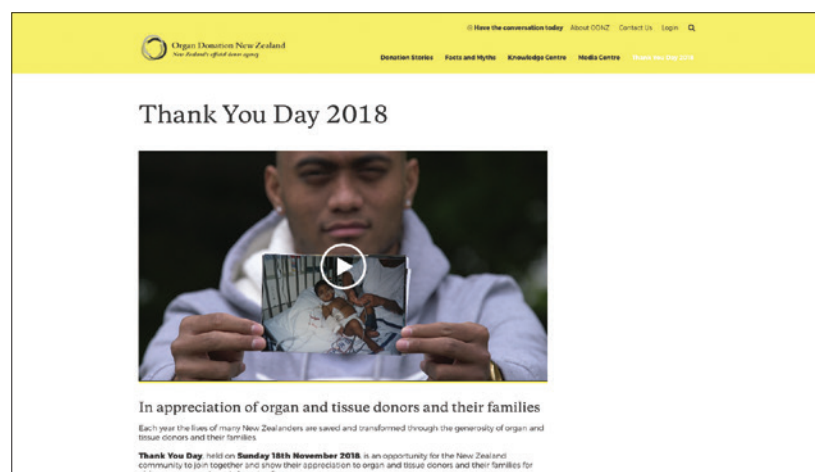 Have the conversation today About ODNZ Contact Us Login
Organ Donation New Zealand
New Zealand's official donor agency
Donation Stories Facts and Myths Knowledge Centre Media Centre Thank You Day 2018
Thank You Day 2018
In appreciation of organ and tissue donors and their families
Each year the lives of many New Zealanders are saved and transformed through the generosity of organ and
tissue donors and their families.
Thank You Day, held on Sunday 18th November 2018, is an opportunity for the New Zealand
community to join together and show their appreciation to organ and tissue donors and their families for